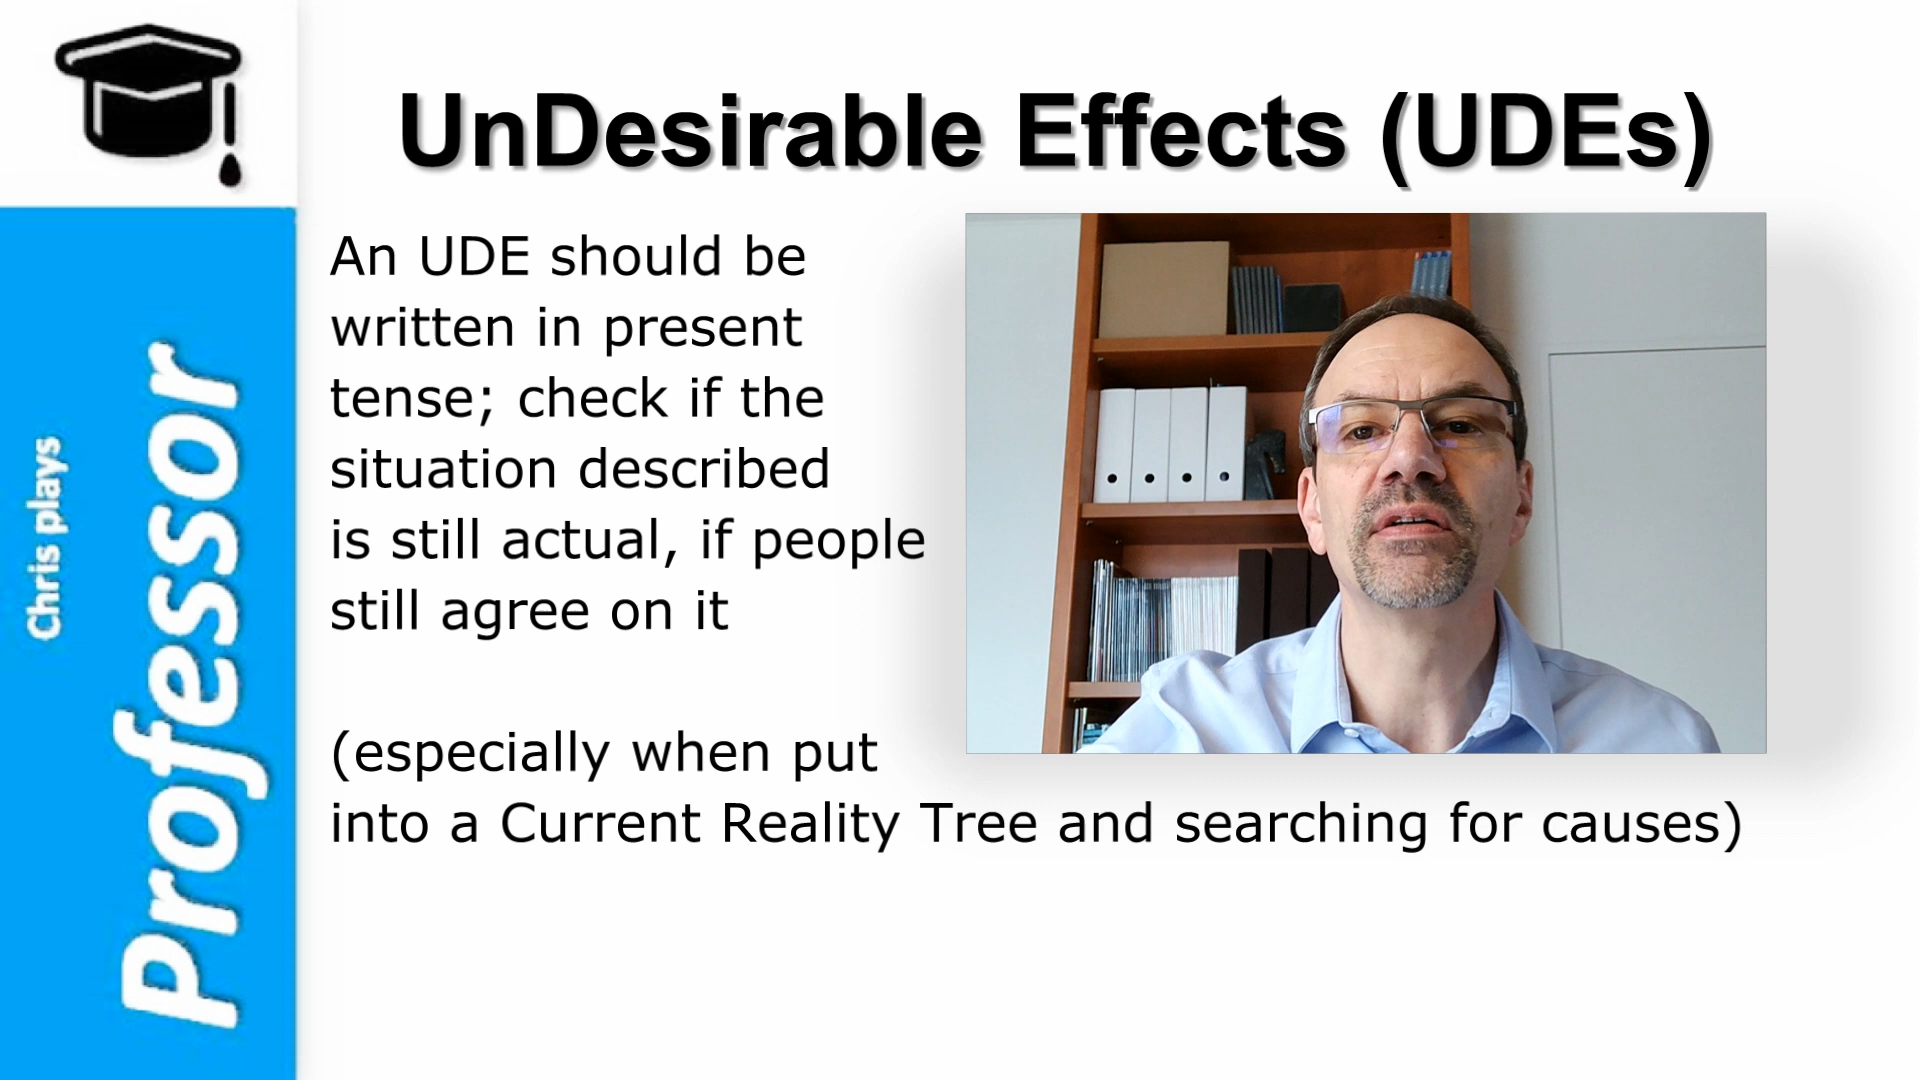 UnDesirable Effects (UDEs)
An UDE should be
written in present
tense; check if the
situation described
is still actual, if people
still agree on it
(especially when put
into a Current Reality Tree and searching for causes)
Chris plays
Professor